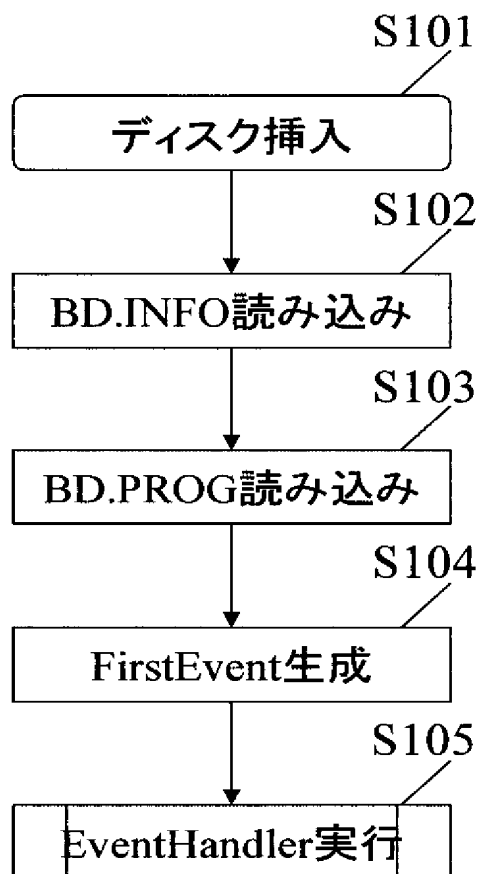 S101
ディスク挿入
S102
BD.INFO読み込み
S103
BD.PROG読み込み
S104
FirstEvent生成
S105
EventHandler実行